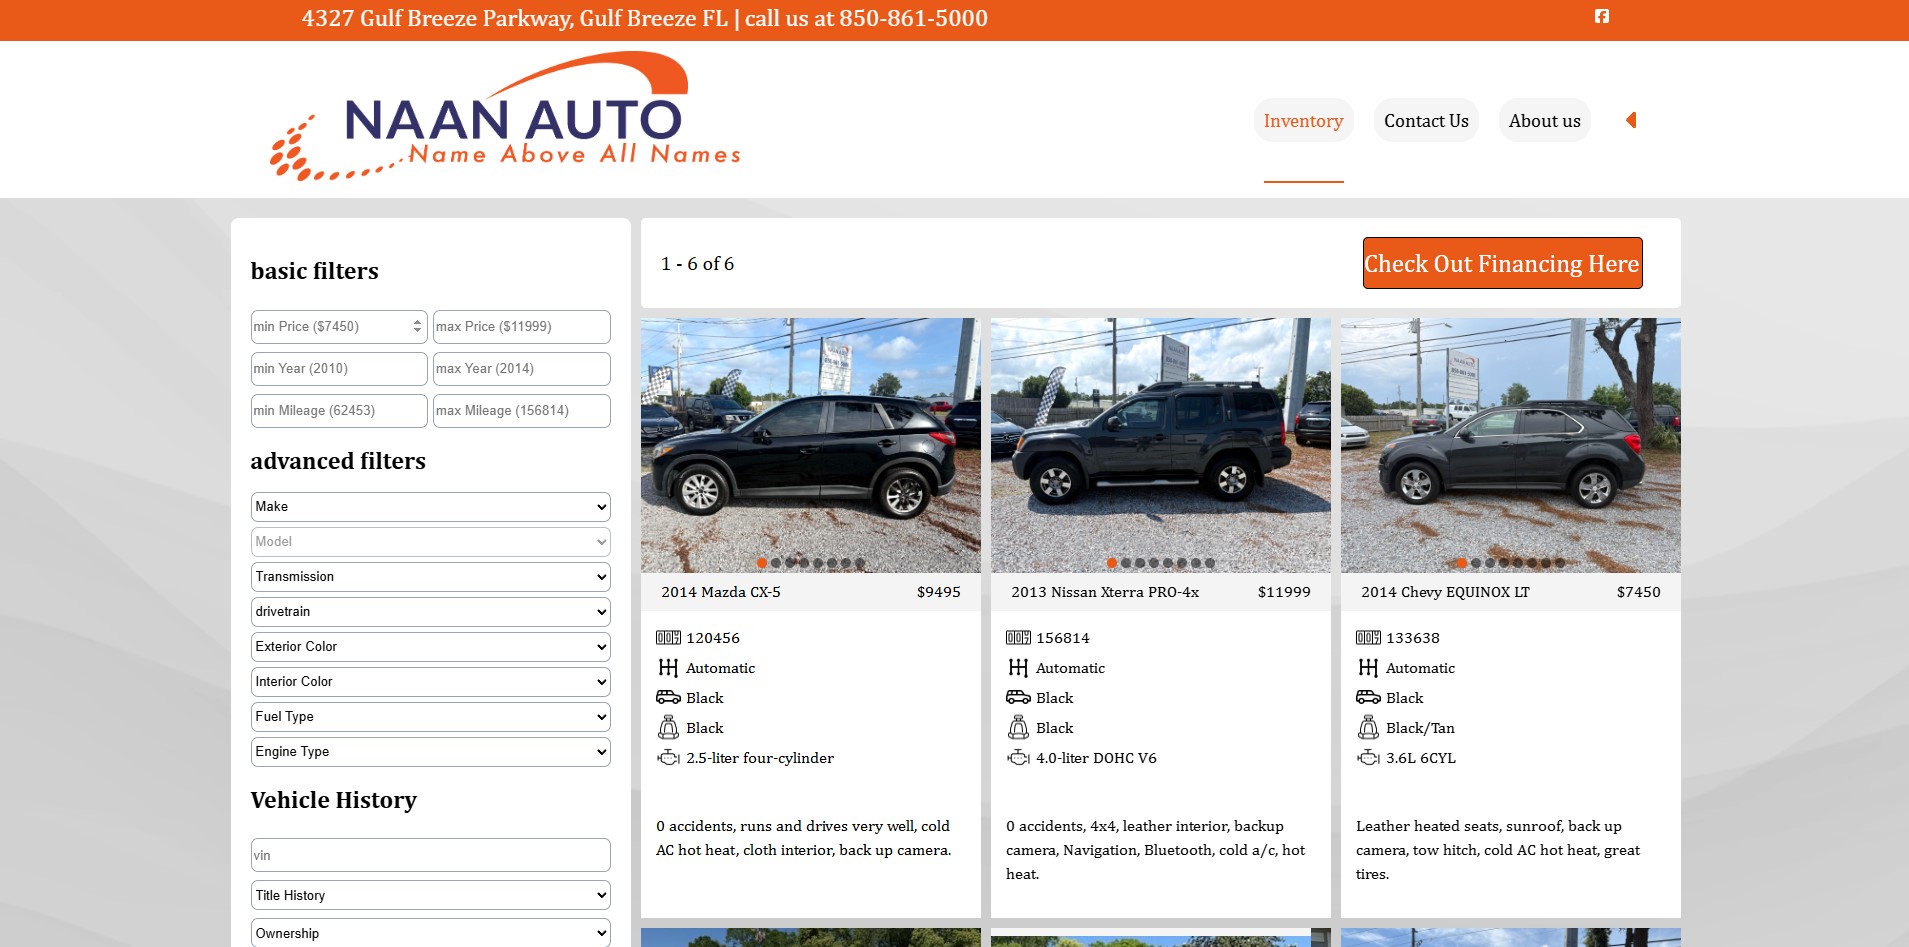 4327 Gulf Breeze Parkway, Gulf Breeze FL | call us at 850-861-5000
NAAN AUTO
Name Above All Names
Inventory
Contact Us
About us
basic filters
min Price ($7450)
max Price ($11999)
min Year (2010)
max Year (2014)
min Mileage (62453)
max Mileage (156814)
advanced filters
Make
Model
Transmission
drivetrain
Exterior Color
Interior Color
Fuel Type
Engine Type
Vehicle History
vin
Title History
Ownership
1 - 6 of 6
Check Out Financing Here
NAAN AUTO
2014 Mazda CX-5
$9495
120456
Automatic
Black
Black
2.5-liter four-cylinder
0 accidents, runs and drives very well, cold
AC hot heat, cloth interior, back up camera.
2013 Nissan Xterra PRO-4x
$11999
156814
Automatic
Black
Black
4.0-liter DOHC V6
0 accidents, 4x4, leather interior, backup
camera, Navigation, Bluetooth, cold a/c, hot
heat.
NAAN AUTO
2014 Chevy EQUINOX LT
$7450
133638
Automatic
Black
Black/Tan
3.6L 6CYL
Leather heated seats, sunroof, back up
camera, tow hitch, cold AC hot heat, great
tires.